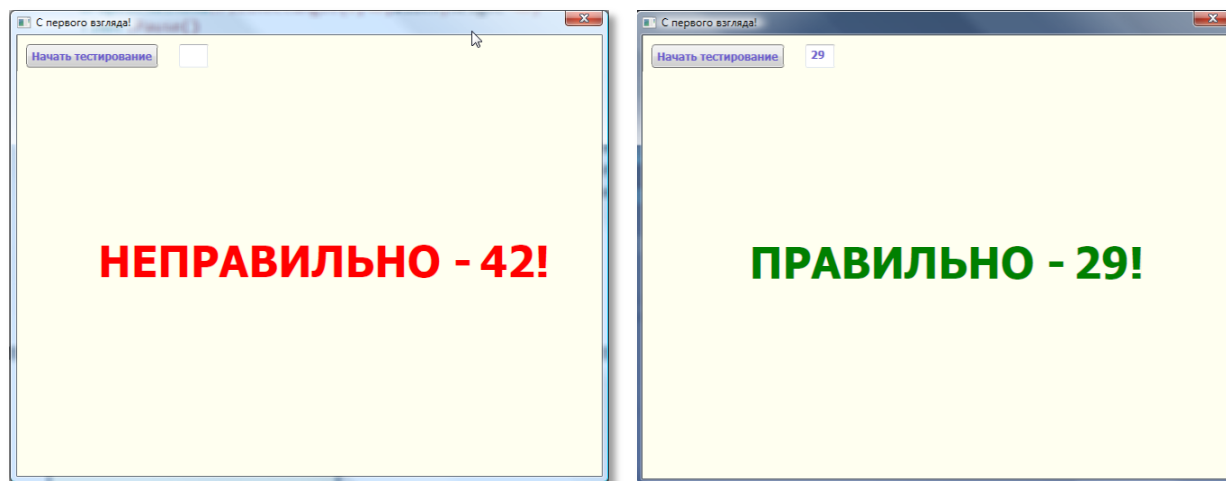 С первого взгляда!
Начать тестирование
НЕПРАВИЛЬНО - 42!
С первого взгляда!
Начать тестирование 29
ПРАВИЛЬНО - 29!